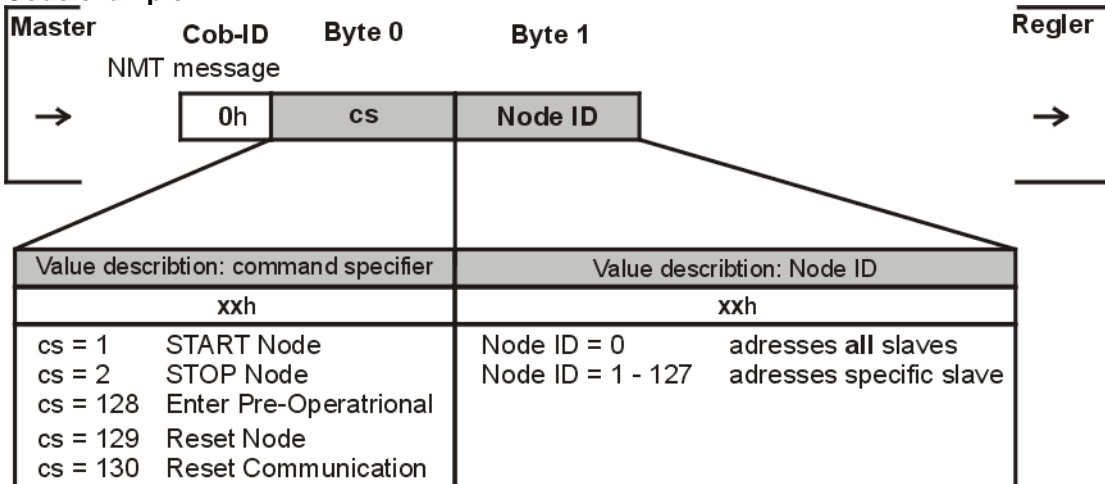 Master Cob-ID Byte 0 Byte 1 Regler
NMT message
0h cs Node ID
Value describtion: command specifier Value describtion: Node ID
xxh xxh
cs = 1 START Node Node ID = 0 adresses all slaves
cs = 2 STOP Node Node ID = 1 - 127 adresses specific slave
cs = 128 Enter Pre-Operatrional
cs = 129 Reset Node
cs = 130 Reset Communication